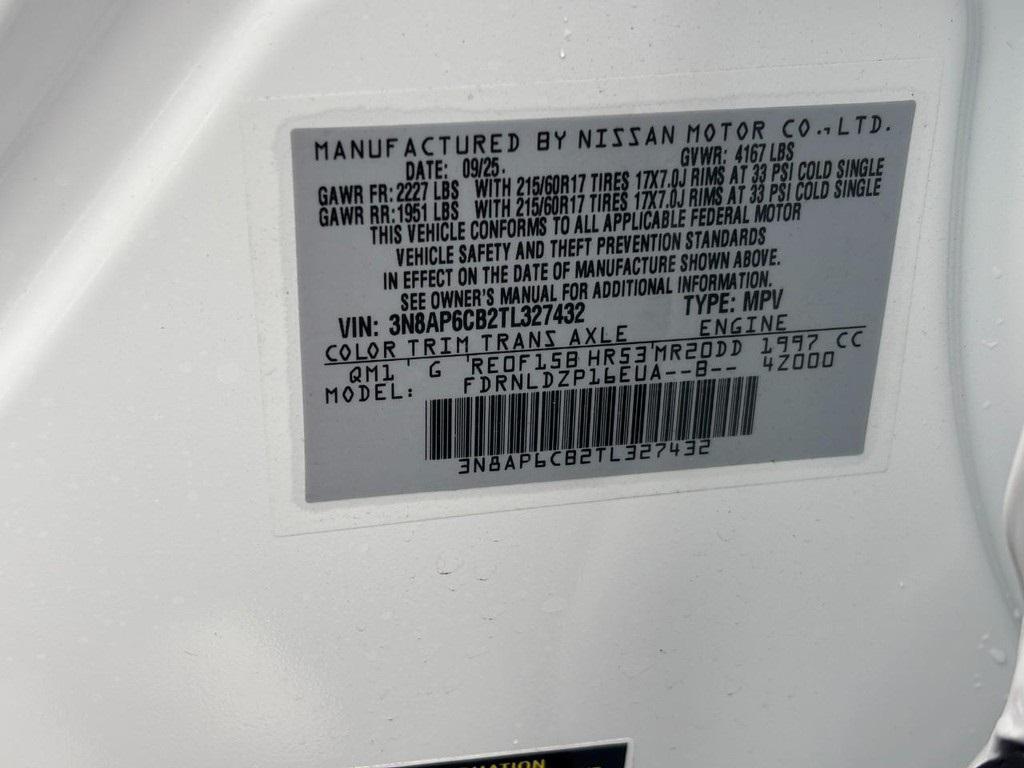 MANUFACTURED BY NISSAN MOTOR CO., LTD.
DATE: 09/25. GVWR: 4167 LBS
GAWR FR: 2227 LBS WITH 215/60R17 TIRES 17X7.0J RIMS AT 33 PSI COLD SINGLE
GAWR RR: 1951 LBS WITH 215/60R17 TIRES 17X7.0J RIMS AT 33 PSI COLD SINGLE
THIS VEHICLE CONFORMS TO ALL APPLICABLE FEDERAL MOTOR
VEHICLE SAFETY AND THEFT PREVENTION STANDARDS
IN EFFECT ON THE DATE OF MANUFACTURE SHOWN ABOVE.
SEE OWNER'S MANUAL FOR ADDITIONAL INFORMATION.
VIN: 3N8AP6CB2TL327432 TYPE: MPV
COLOR TRIM TRANS AXLE ENGINE
QM1 G RE0F15B HR53 MR20DD 1997 CC
MODEL: FDRNLDZP16EUA--B-- 4Z000
3N8AP6CB2TL327432